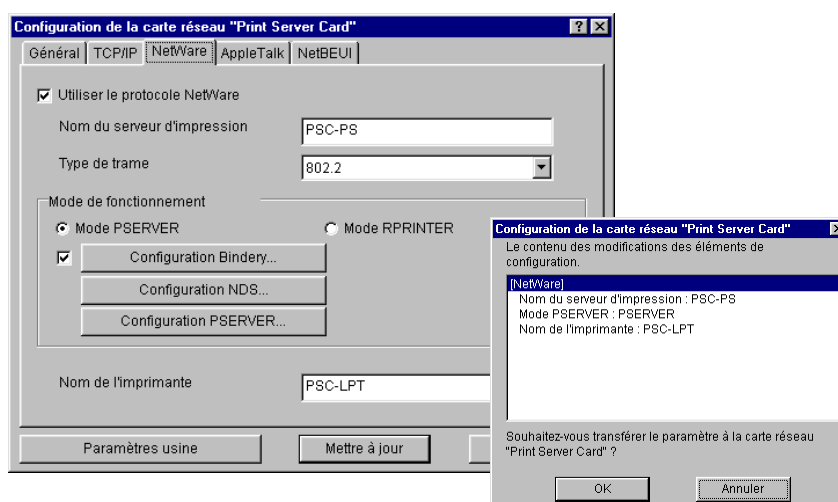 Configuration de la carte réseau "Print Server Card"
Général TCP/IP NetWare AppleTalk NetBEUI
Utiliser le protocole NetWare
Nom du serveur d'impression PSC-PS
Type de trame 802.2
Mode de fonctionnement
Mode PSERVER Mode RPRINTER
Configuration Bindery...
Configuration NDS...
Configuration PSERVER...
Nom de l'imprimante PSC-LPT
Paramètres usine Mettre à jour
Configuration de la carte réseau "Print Server Card"
Le contenu des modifications des éléments de
configuration.
[NetWare]
Nom du serveur d'impression : PSC-PS
Mode PSERVER : PSERVER
Nom de l'imprimante : PSC-LPT
Souhaitez-vous transférer le paramètre à la carte réseau
"Print Server Card" ?
OK Annuler